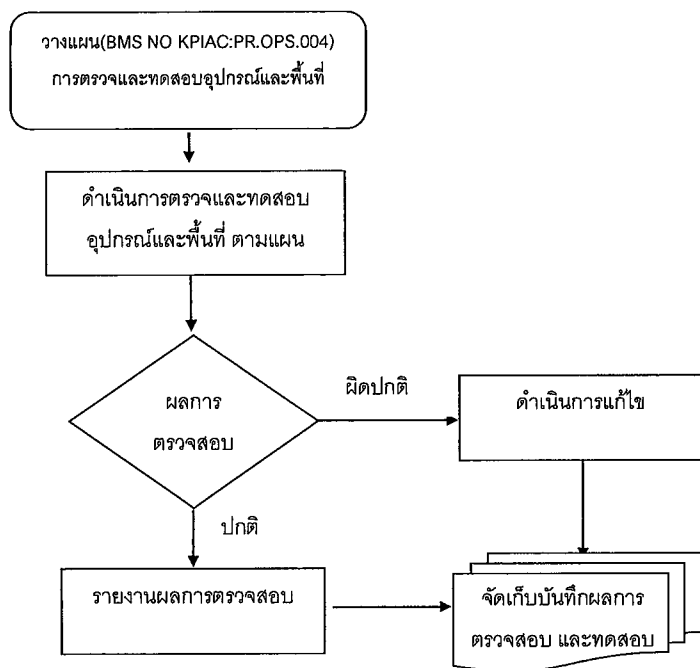 วางแผน(BMS NO KPIAC:PR.OPS.004)
การตรวจและทดสอบอุปกรณ์และพื้นที่
ดำเนินการตรวจและทดสอบ
อุปกรณ์และพื้นที่ ตามแผน
ผลการ
ตรวจสอบ
ผิดปกติ
ดำเนินการแก้ไข
ปกติ
รายงานผลการตรวจสอบ
จัดเก็บบันทึกผลการ
ตรวจสอบ และทดสอบ